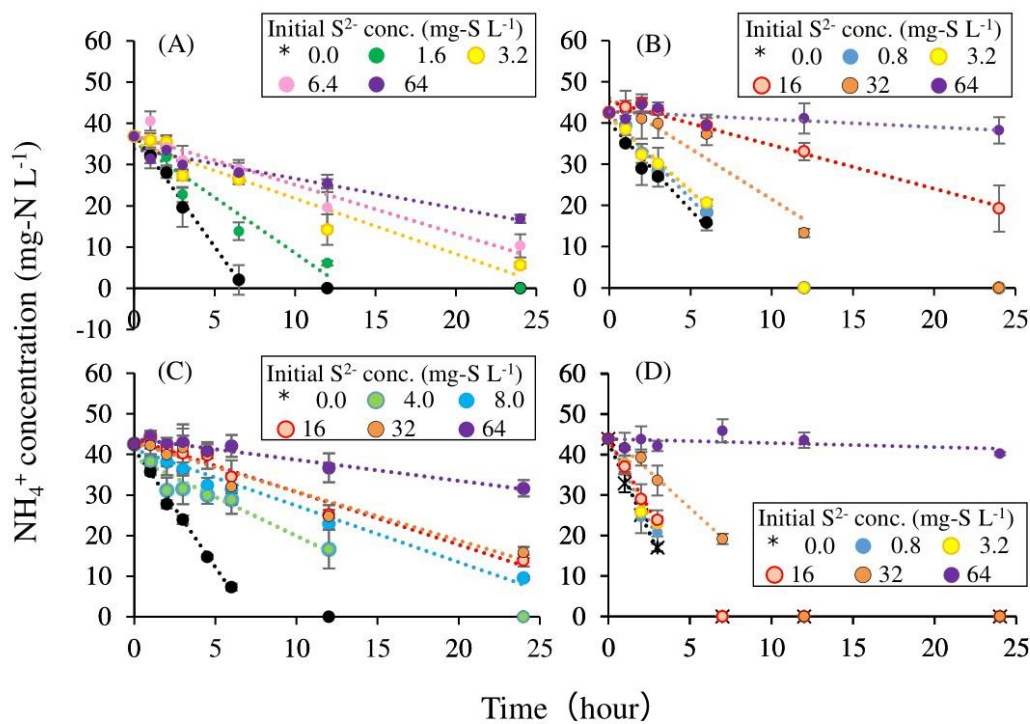 (A)
Initial S2- conc. (mg-S L-1)
* 0.0 1.6 3.2
6.4 64
60
50
40
30
20
10
0
-10
0 5 10 15 20 25
(B)
Initial S2- conc. (mg-S L-1)
* 0.0 0.8 3.2
16 32 64
60
50
40
30
20
10
0
0 5 10 15 20 25
(C)
Initial S2- conc. (mg-S L-1)
* 0.0 4.0 8.0
16 32 64
60
50
40
30
20
10
0
0 5 10 15 20 25
(D)
60
50
40
30
20
10
0
Initial S2- conc. (mg-S L-1)
* 0.0 0.8 3.2
16 32 64
0 5 10 15 20 25
NH4+ concentration (mg-N L-1)
Time (hour)